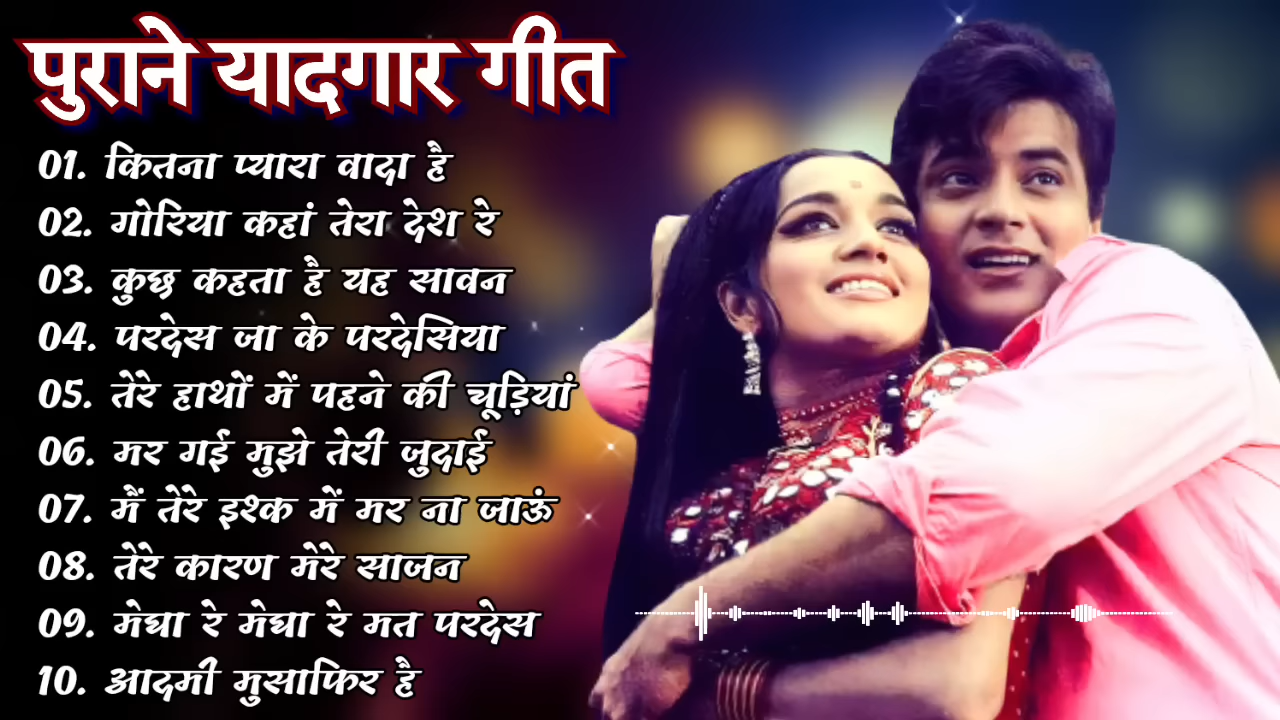 पुराने यादगार गीत
01. कितना प्यारा वादा है
02. गोरिया कहां तेरा देश रे
03. कुछ कहता है यह सावन
04. परदेस जा के परदेसिया
05. तेरे हाथों में पहने की चूड़ियां
06. मर गई मुझे तेरी जुदाई
07. मैं तेरे इश्क में मर ना जाऊं
08. तेरे कारण मेरे साजन
09. मेघा रे मेघा रे मत परदेस
10. आदमी मुसाफिर है